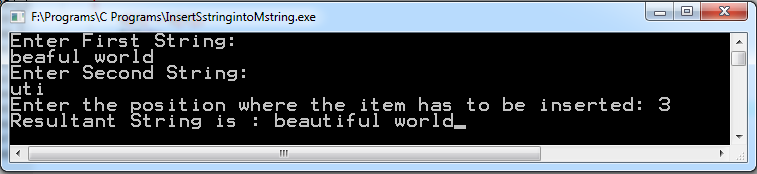 F:\Programs\C Programs\InsertSstringintoMstring.exe
Enter First String:
beaful world
Enter Second String:
uti
Enter the position where the item has to be inserted: 3
Resultant String is : beautiful world_